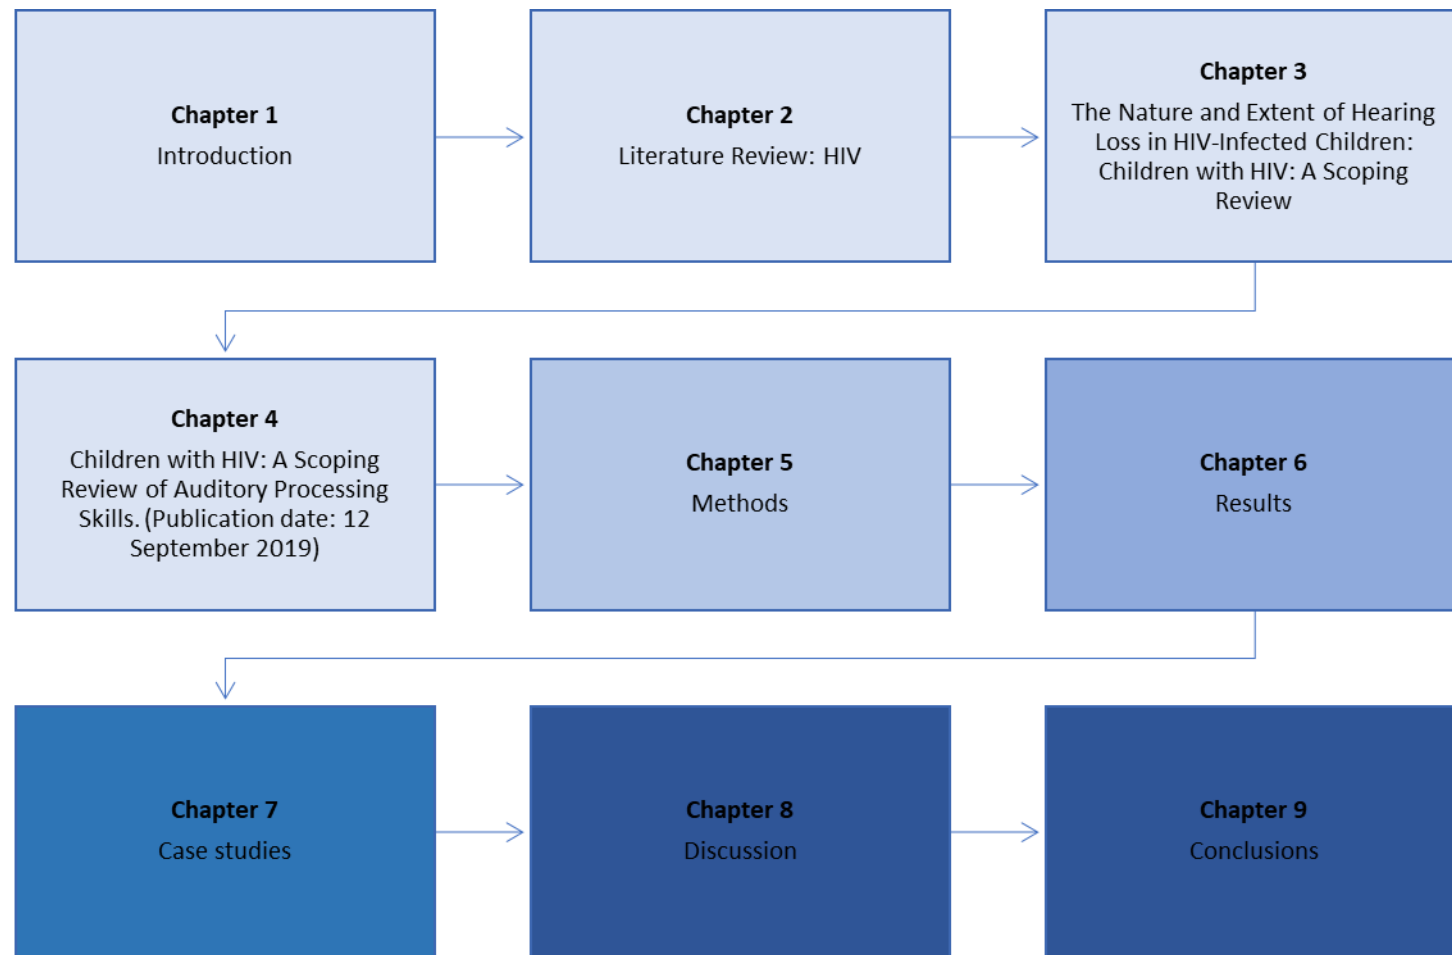 Chapter 1
Introduction
Chapter 2
Literature Review: HIV
Chapter 3
The Nature and Extent of Hearing
Loss in HIV-Infected Children:
Children with HIV: A Scoping
Review
Chapter 4
Children with HIV: A Scoping
Review of Auditory Processing
Skills. (Publication date: 12
September 2019)
Chapter 5
Methods
Chapter 6
Results
Chapter 7
Case studies
Chapter 8
Discussion
Chapter 9
Conclusions